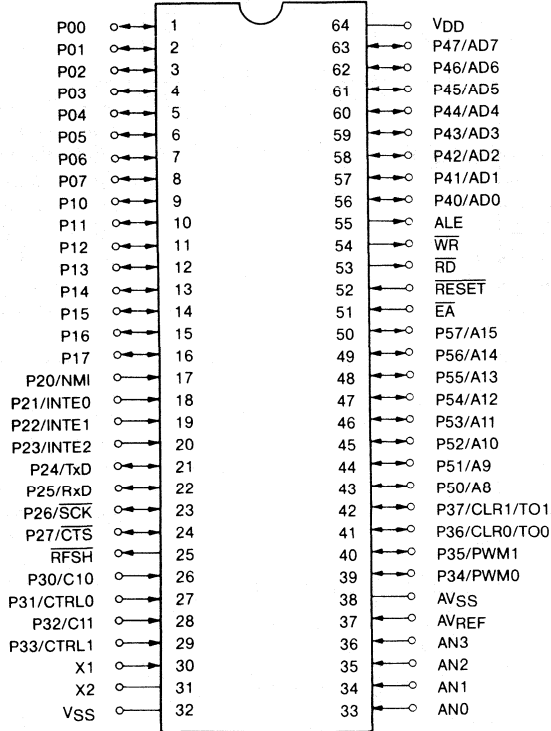 P00 1 64 VDD
P01 2 63 P47/AD7
P02 3 62 P46/AD6
P03 4 61 P45/AD5
P04 5 60 P44/AD4
P05 6 59 P43/AD3
P06 7 58 P42/AD2
P07 8 57 P41/AD1
P10 9 56 P40/AD0
P11 10 55 ALE
P12 11 54 W̅R̅
P13 12 53 R̅D̅
P14 13 52 R̅E̅S̅E̅T̅
P15 14 51 E̅A̅
P16 15 50 P57/A15
P17 16 49 P56/A14
P20/NMI 17 48 P55/A13
P21/INTE0 18 47 P54/A12
P22/INTE1 19 46 P53/A11
P23/INTE2 20 45 P52/A10
P24/TxD 21 44 P51/A9
P25/RxD 22 43 P50/A8
P26/S̅C̅K̅ 23 42 P37/CLR1/TO1
P27/C̅T̅S̅ 24 41 P36/CLR0/TO0
R̅F̅S̅H̅ 25 40 P35/PWM1
P30/C10 26 39 P34/PWM0
P31/CTRL0 27 38 AVSS
P32/C11 28 37 AVREF
P33/CTRL1 29 36 AN3
X1 30 35 AN2
X2 31 34 AN1
VSS 32 33 AN0